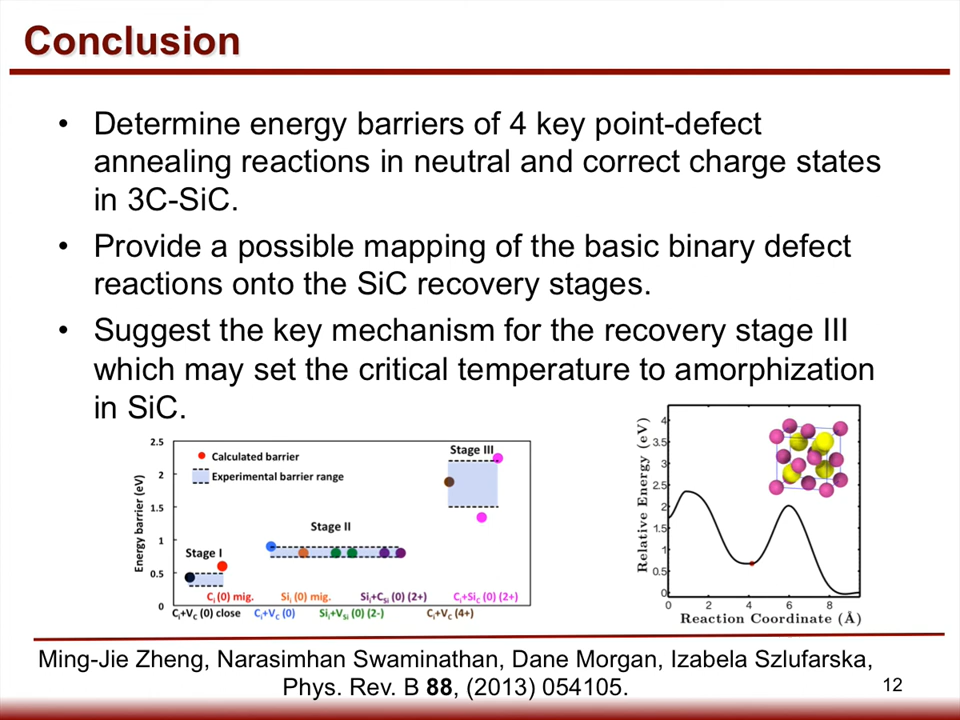 Conclusion
• Determine energy barriers of 4 key point-defect
annealing reactions in neutral and correct charge states
in 3C-SiC.
• Provide a possible mapping of the basic binary defect
reactions onto the SiC recovery stages.
• Suggest the key mechanism for the recovery stage III
which may set the critical temperature to amorphization
in SiC.
Energy barrier (eV)
2.5
2
1.5
1
0.5
0
Calculated barrier
Experimental barrier range
Stage I
Stage II
Stage III
Cᵢ (0) mig. Siᵢ (0) mig. Siᵢ+C_Si (0) (2+) Cᵢ+Si_C (0) (2+)
Cᵢ+V_C (0) close Cᵢ+V_C (0) Siᵢ+V_Si (0) (2-) Cᵢ+V_C (4+)
Relative Energy (eV)
4
3.5
3
2.5
2
1.5
1
0.5
0
0 2 4 6 8
Reaction Coordinate (Å)
Ming-Jie Zheng, Narasimhan Swaminathan, Dane Morgan, Izabela Szlufarska,
Phys. Rev. B 88, (2013) 054105.
12